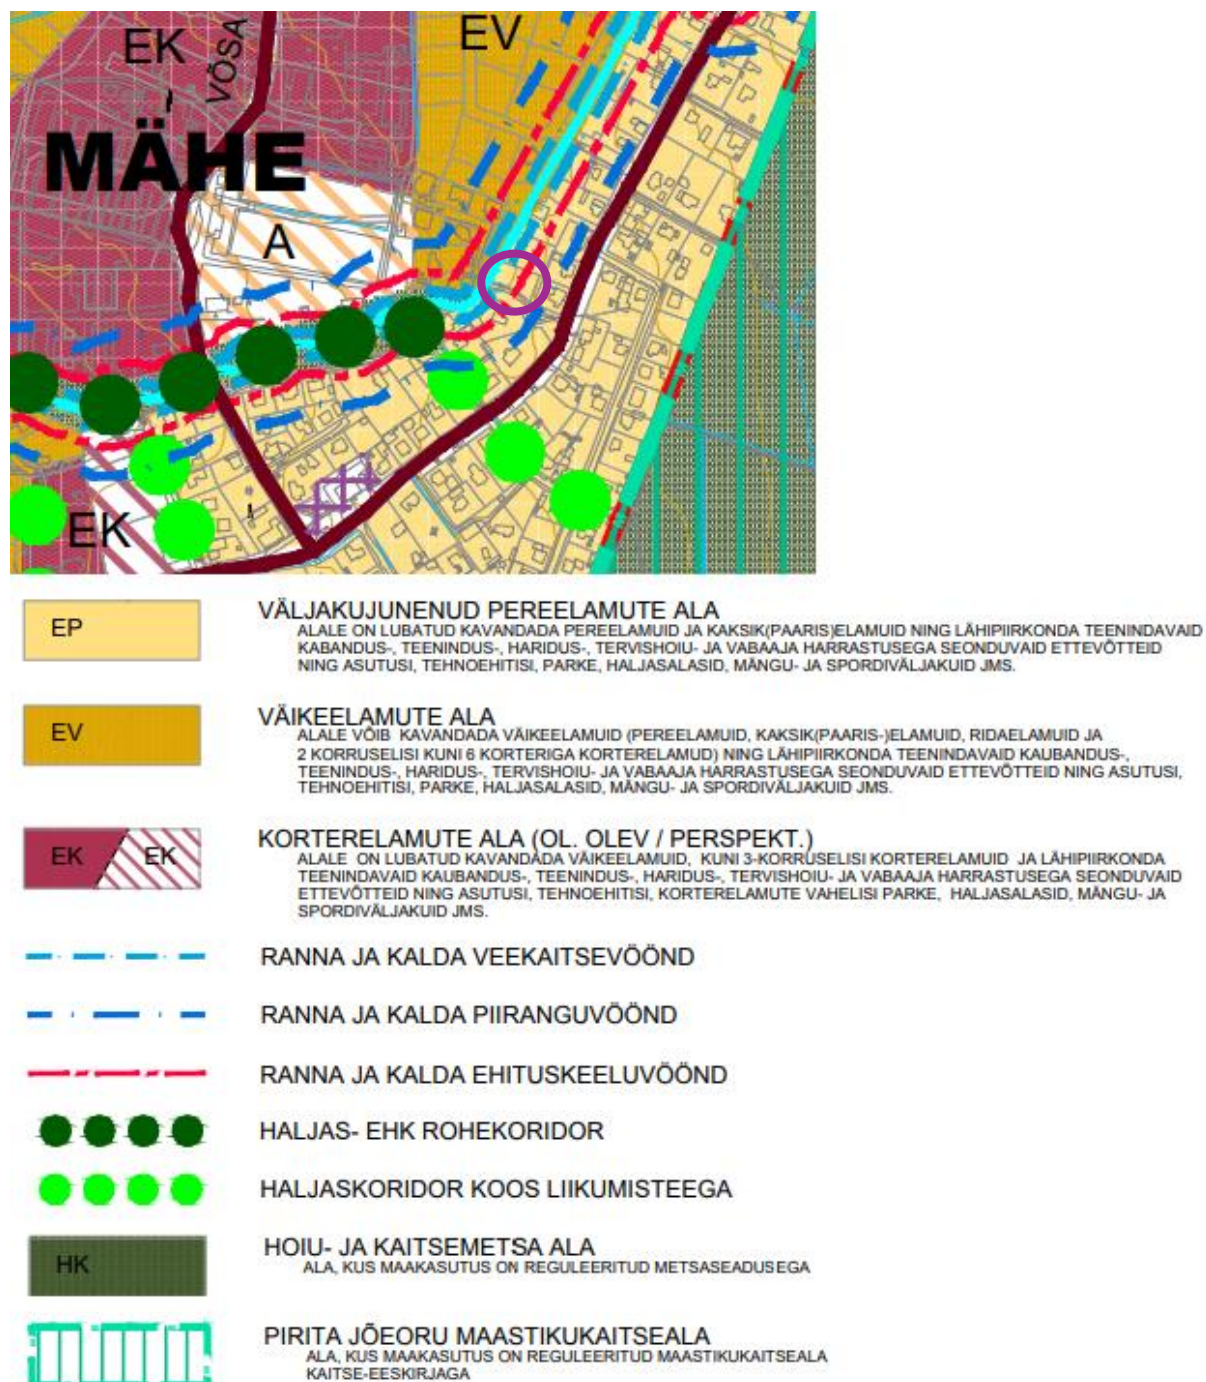 EK
VÕSA
EV
MÄHE
A
EK
EP
VÄLJAKUJUNENUD PEREELAMUTE ALA
ALALE ON LUBATUD KAVANDADA PEREELAMUID JA KAKSIK(PAARIS)ELAMUID NING LÄHIPIIRKONDA TEENINDAVAID
KABANDUS-, TEENINDUS-, HARIDUS-, TERVISHOIU- JA VABAAJA HARRASTUSEGA SEONDUVAID ETTEVÕTTEID
NING ASUTUSI, TEHNOEHITISI, PARKE, HALJASALASID, MÄNGU- JA SPORDIVÄLJAKUID JMS.
EV
VÄIKEELAMUTE ALA
ALALE VÕIB KAVANDADA VÄIKEELAMUID (PEREELAMUID, KAKSIK(PAARIS-)ELAMUID, RIDAELAMUID JA
2 KORRUSELISI KUNI 6 KORTERIGA KORTERELAMUD) NING LÄHIPIIRKONDA TEENINDAVAID KAUBANDUS-,
TEENINDUS-, HARIDUS-, TERVISHOIU- JA VABAAJA HARRASTUSEGA SEONDUVAID ETTEVÕTTEID NING ASUTUSI,
TEHNOEHITISI, PARKE, HALJASALASID, MÄNGU- JA SPORDIVÄLJAKUID JMS.
EK EK
KORTERELAMUTE ALA (OL. OLEV / PERSPEKT.)
ALALE ON LUBATUD KAVANDADA VÄIKEELAMUID, KUNI 3-KORRUSELISI KORTERELAMUID JA LÄHIPIIRKONDA
TEENINDAVAID KAUBANDUS-, TEENINDUS-, HARIDUS-, TERVISHOIU- JA VABAAJA HARRASTUSEGA SEONDUVAID
ETTEVÕTTEID NING ASUTUSI, TEHNOEHITISI, KORTERELAMUTE VAHELISI PARKE, HALJASALASID, MÄNGU- JA
SPORDIVÄLJAKUID JMS.
RANNA JA KALDA VEEKAITSEVÖÖND
RANNA JA KALDA PIIRANGUVÖÖND
RANNA JA KALDA EHITUSKEELUVÖÖND
HALJAS- EHK ROHEKORIDOR
HALJASKORIDOR KOOS LIIKUMISTEEGA
HK
HOIU- JA KAITSEMETSA ALA
ALA, KUS MAAKASUTUS ON REGULEERITUD METSASEADUSEGA
PIRITA JÕEORU MAASTIKUKAITSEALA
ALA, KUS MAAKASUTUS ON REGULEERITUD MAASTIKUKAITSEALA
KAITSE-EESKIRJAGA